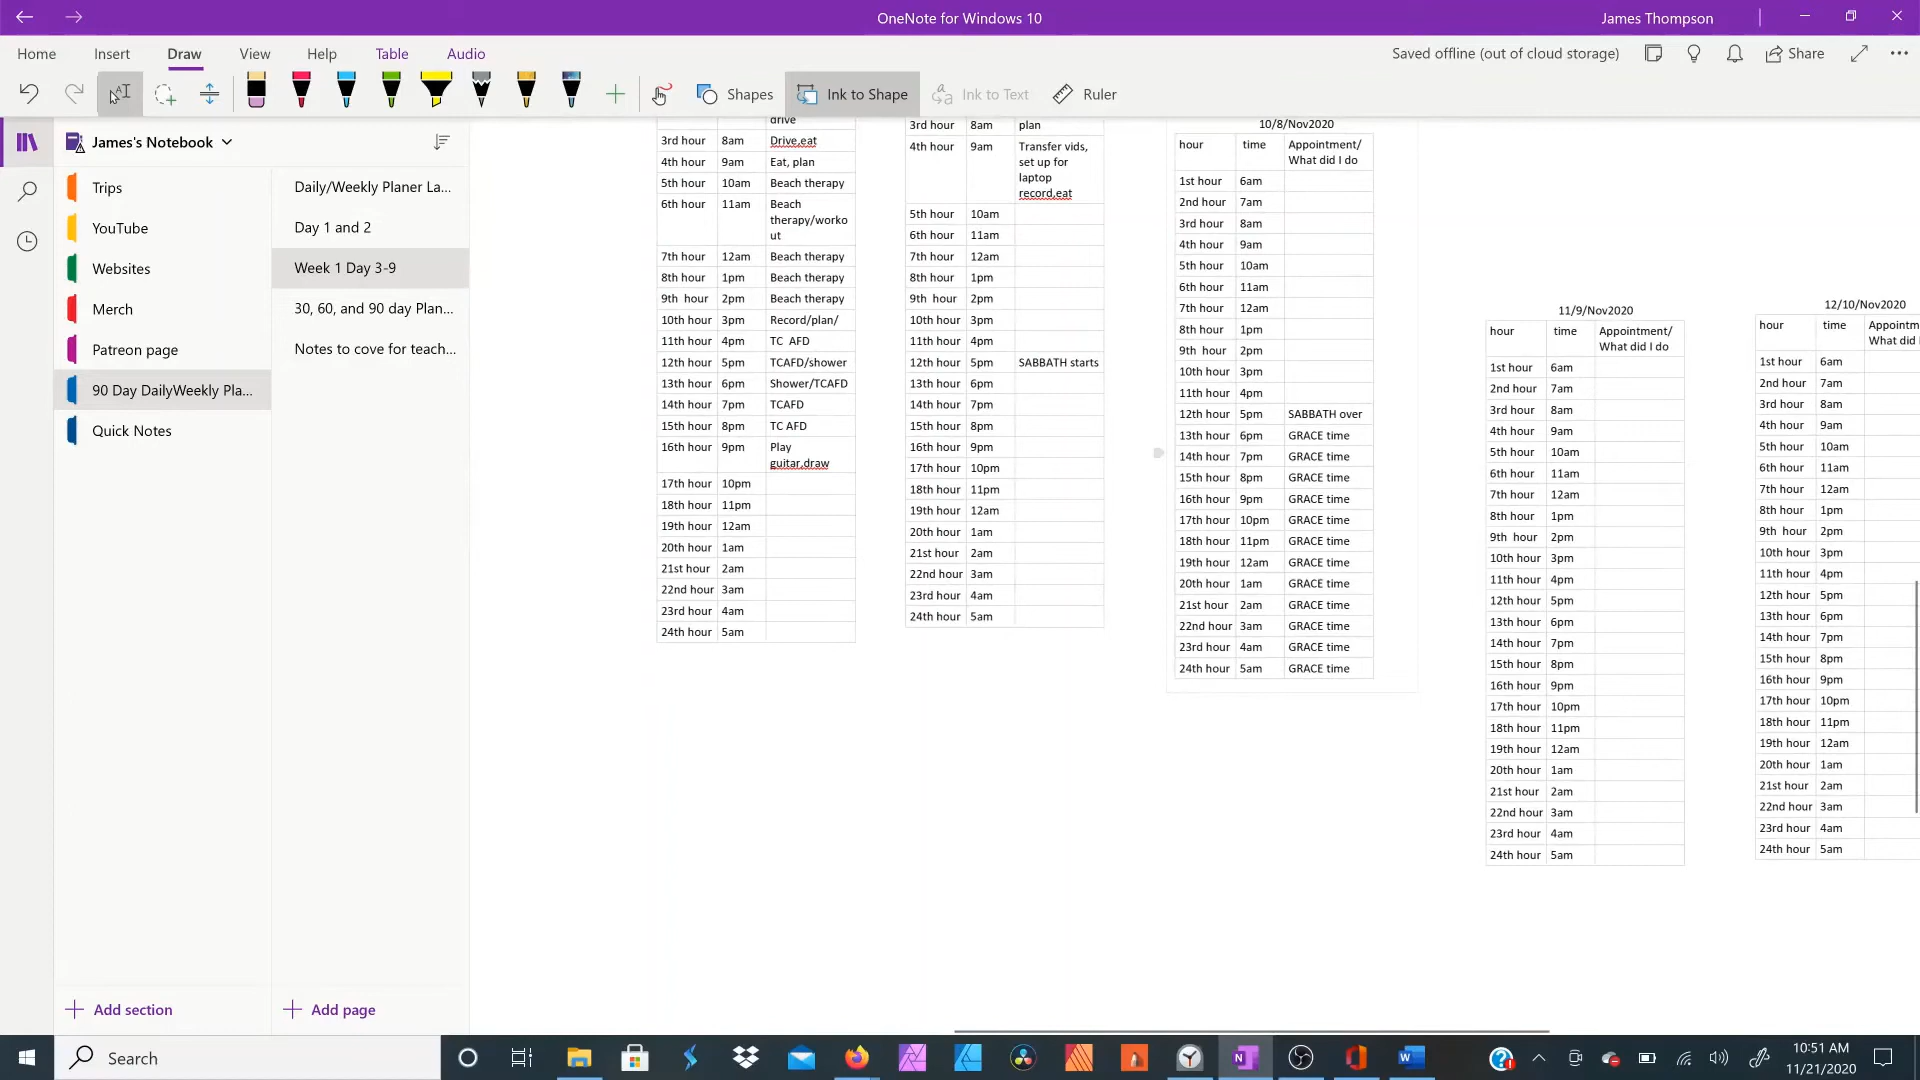 OneNote for Windows 10
James Thompson
Home
Insert
Draw
View
Help
Table
Audio
Saved offline (out of cloud storage)
Share
Shapes
Ink to Shape
Ink to Text
Ruler
James's Notebook
Trips
YouTube
Websites
Merch
Patreon page
90 Day DailyWeekly Pla...
Quick Notes
Add section
Daily/Weekly Planer La...
Day 1 and 2
Week 1 Day 3-9
30, 60, and 90 day Plan...
Notes to cove for teach...
Add page
drive
3rd hour 8am Drive,eat
4th hour 9am Eat, plan
5th hour 10am Beach therapy
6th hour 11am Beach
therapy/worko
ut
7th hour 12am Beach therapy
8th hour 1pm Beach therapy
9th hour 2pm Beach therapy
10th hour 3pm Record/plan/
11th hour 4pm TC AFD
12th hour 5pm TCAFD/shower
13th hour 6pm Shower/TCAFD
14th hour 7pm TCAFD
15th hour 8pm TC AFD
16th hour 9pm Play
guitar,draw
17th hour 10pm
18th hour 11pm
19th hour 12am
20th hour 1am
21st hour 2am
22nd hour 3am
23rd hour 4am
24th hour 5am
3rd hour 8am plan
4th hour 9am Transfer vids,
set up for
laptop
record,eat
5th hour 10am
6th hour 11am
7th hour 12am
8th hour 1pm
9th hour 2pm
10th hour 3pm
11th hour 4pm
12th hour 5pm SABBATH starts
13th hour 6pm
14th hour 7pm
15th hour 8pm
16th hour 9pm
17th hour 10pm
18th hour 11pm
19th hour 12am
20th hour 1am
21st hour 2am
22nd hour 3am
23rd hour 4am
24th hour 5am
10/8/Nov2020
hour time Appointment/
What did I do
1st hour 6am
2nd hour 7am
3rd hour 8am
4th hour 9am
5th hour 10am
6th hour 11am
7th hour 12am
8th hour 1pm
9th hour 2pm
10th hour 3pm
11th hour 4pm
12th hour 5pm SABBATH over
13th hour 6pm GRACE time
14th hour 7pm GRACE time
15th hour 8pm GRACE time
16th hour 9pm GRACE time
17th hour 10pm GRACE time
18th hour 11pm GRACE time
19th hour 12am GRACE time
20th hour 1am GRACE time
21st hour 2am GRACE time
22nd hour 3am GRACE time
23rd hour 4am GRACE time
24th hour 5am GRACE time
11/9/Nov2020
hour time Appointment/
What did I do
1st hour 6am
2nd hour 7am
3rd hour 8am
4th hour 9am
5th hour 10am
6th hour 11am
7th hour 12am
8th hour 1pm
9th hour 2pm
10th hour 3pm
11th hour 4pm
12th hour 5pm
13th hour 6pm
14th hour 7pm
15th hour 8pm
16th hour 9pm
17th hour 10pm
18th hour 11pm
19th hour 12am
20th hour 1am
21st hour 2am
22nd hour 3am
23rd hour 4am
24th hour 5am
12/10/Nov2020
hour time Appointm
What did I
1st hour 6am
2nd hour 7am
3rd hour 8am
4th hour 9am
5th hour 10am
6th hour 11am
7th hour 12am
8th hour 1pm
9th hour 2pm
10th hour 3pm
11th hour 4pm
12th hour 5pm
13th hour 6pm
14th hour 7pm
15th hour 8pm
16th hour 9pm
17th hour 10pm
18th hour 11pm
19th hour 12am
20th hour 1am
21st hour 2am
22nd hour 3am
23rd hour 4am
24th hour 5am
Search
10:51 AM
11/21/2020